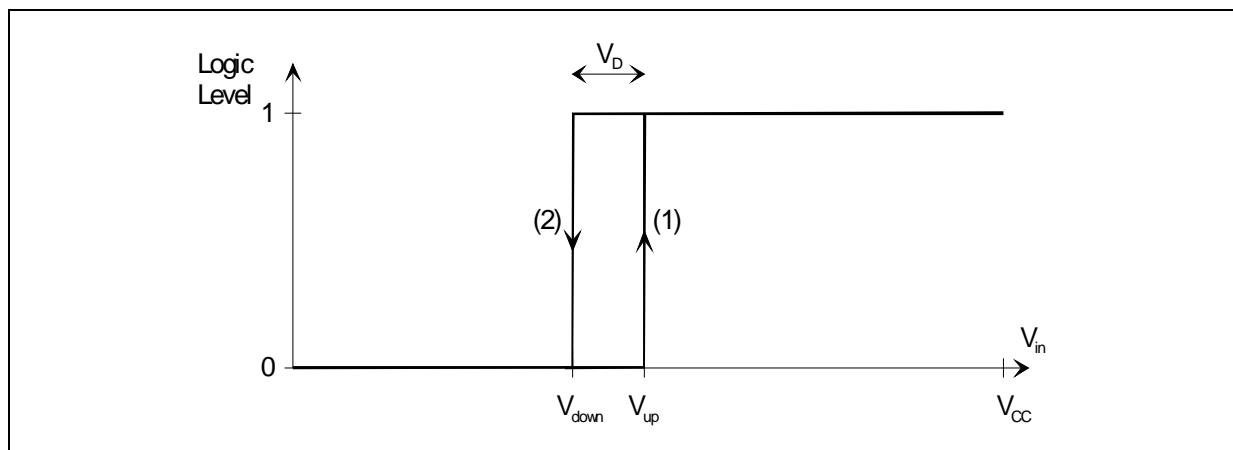 V_D
Logic
Level
1
(2)
(1)
0
V_in
V_down
V_up
V_CC